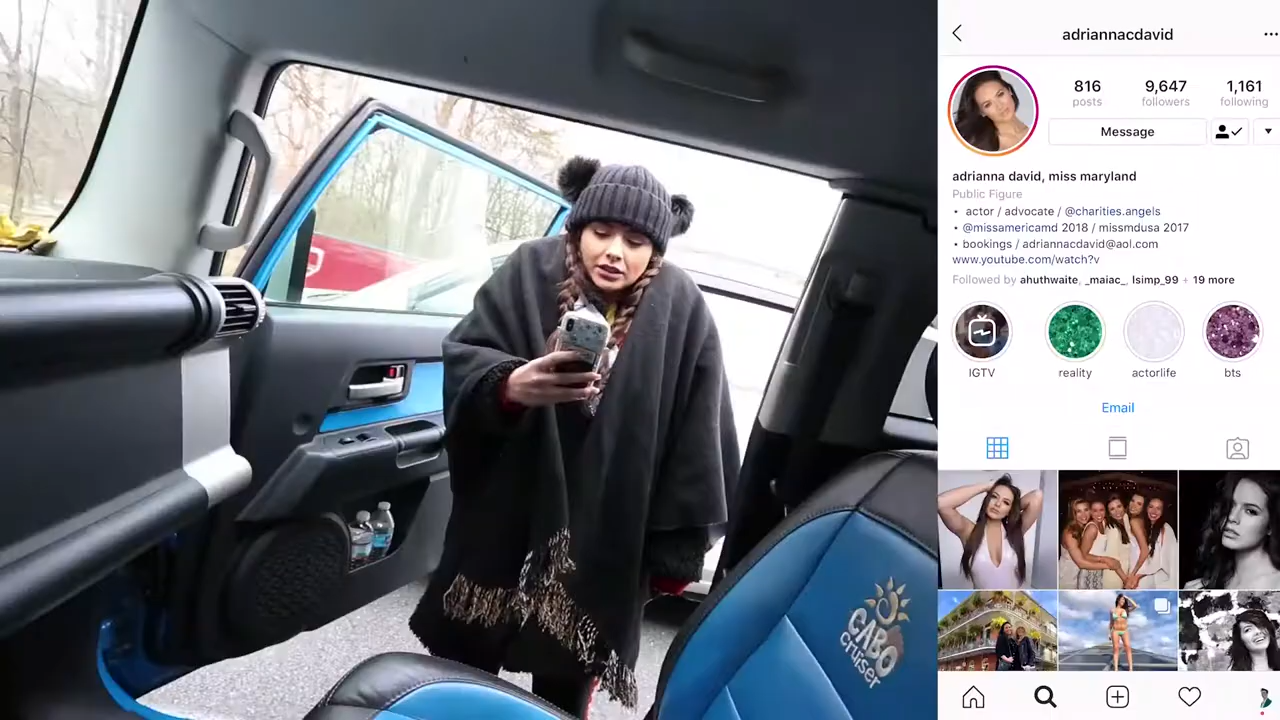 adriannacdavid
816
9,647
1,161
posts
followers
following
Message
adrianna david, miss maryland
Public Figure
• actor / advocate / @charities.angels
• @missamericamd 2018 / missmdusa 2017
• bookings / adriannacdavid@aol.com
www.youtube.com/watch?v
Followed by ahuthwaite, _maiac_, lsimp_99 + 19 more
IGTV
reality
actorlife
bts
Email
CABO
Cruiser